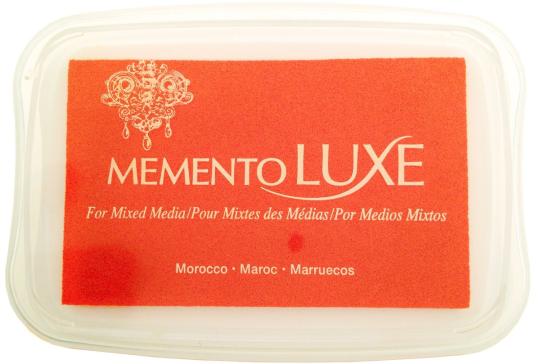 MEMENTO LUXE
For Mixed Media/Pour Mixtes des Médias/Por Medios Mixtos
Morocco · Maroc · Marruecos